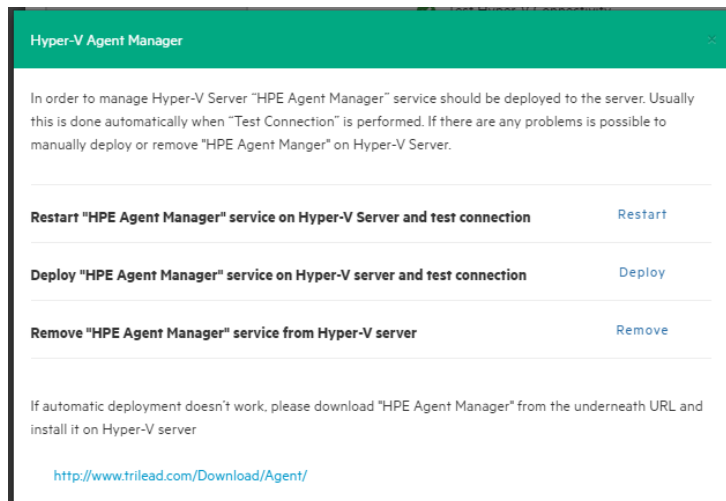 Test Hyper-V Connectivity
Hyper-V Agent Manager
×
In order to manage Hyper-V Server “HPE Agent Manager” service should be deployed to the server. Usually
this is done automatically when “Test Connection” is performed. If there are any problems is possible to
manually deploy or remove "HPE Agent Manger" on Hyper-V Server.
Restart "HPE Agent Manager" service on Hyper-V Server and test connection Restart
Deploy "HPE Agent Manager" service on Hyper-V server and test connection Deploy
Remove "HPE Agent Manager" service from Hyper-V server Remove
If automatic deployment doesn't work, please download "HPE Agent Manager" from the underneath URL and
install it on Hyper-V server
http://www.trilead.com/Download/Agent/